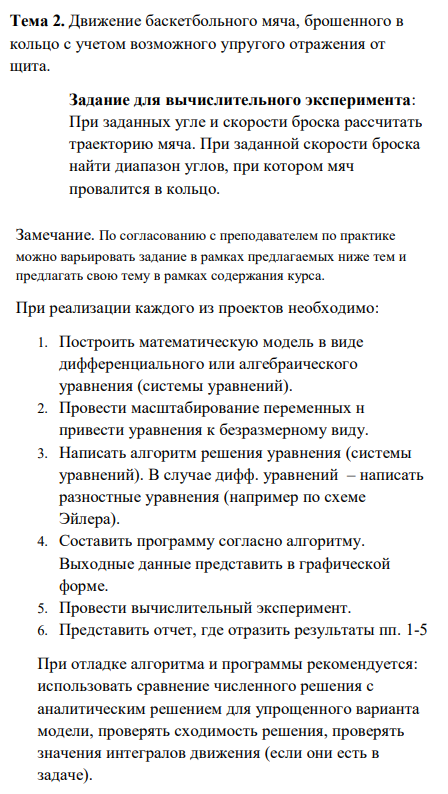 Тема 2. Движение баскетбольного мяча, брошенного в
кольцо с учетом возможного упругого отражения от
щита.
Задание для вычислительного эксперимента:
При заданных угле и скорости броска рассчитать
траекторию мяча. При заданной скорости броска
найти диапазон углов, при котором мяч
провалится в кольцо.
Замечание. По согласованию с преподавателем по практике
можно варьировать задание в рамках предлагаемых ниже тем и
предлагать свою тему в рамках содержания курса.
При реализации каждого из проектов необходимо:
1. Построить математическую модель в виде
дифференциального или алгебраического
уравнения (системы уравнений).
2. Провести масштабирование переменных н
привести уравнения к безразмерному виду.
3. Написать алгоритм решения уравнения (системы
уравнений). В случае дифф. уравнений – написать
разностные уравнения (например по схеме
Эйлера).
4. Составить программу согласно алгоритму.
Выходные данные представить в графической
форме.
5. Провести вычислительный эксперимент.
6. Представить отчет, где отразить результаты пп. 1-5
При отладке алгоритма и программы рекомендуется:
использовать сравнение численного решения с
аналитическим решением для упрощенного варианта
модели, проверять сходимость решения, проверять
значения интегралов движения (если они есть в
задаче).